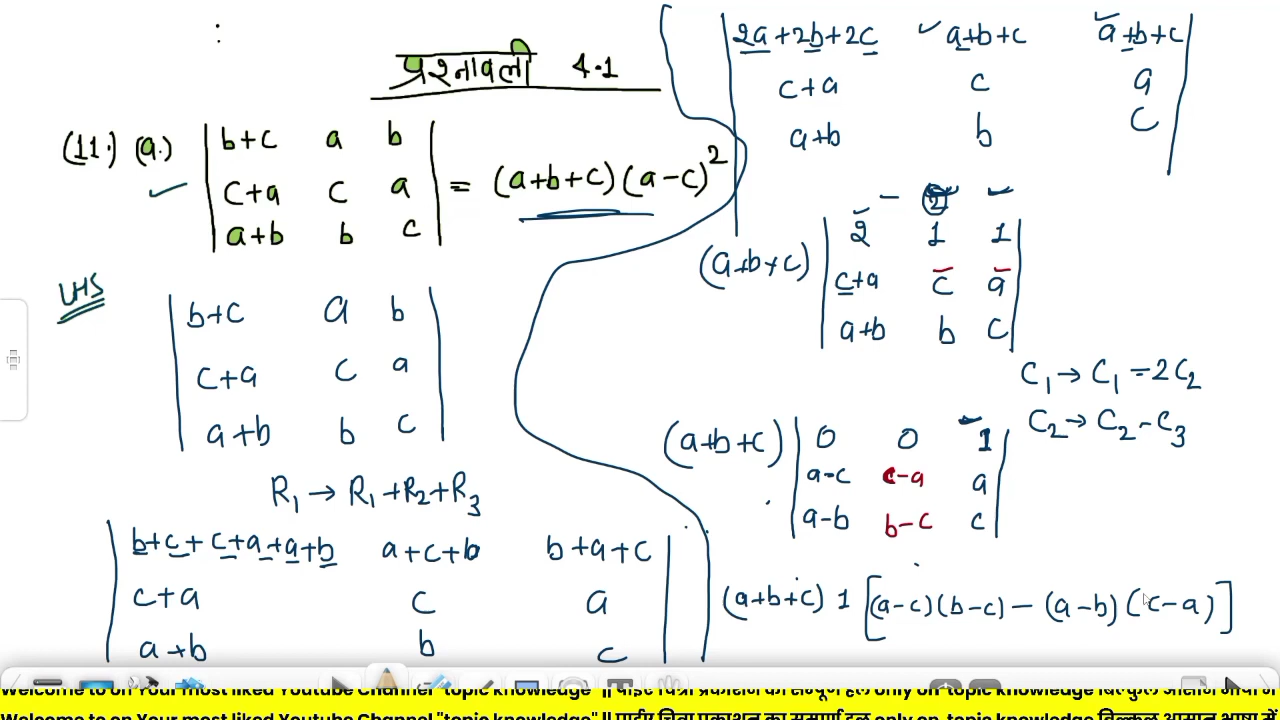 प्रश्नावली 4.1
(11.) (a.) | b+c a b |
| c+a c a | = (a+b+c)(a-c)²
| a+b b c |
LHS
| b+c a b |
| c+a c a |
| a+b b c |
R₁ → R₁+R₂+R₃
| b+c+c+a+a+b a+c+b b+a+c |
| c+a c a |
| a+b b c |
| 2a+2b+2c a+b+c a+b+c |
| c+a c a |
| a+b b c |
(a+b+c) | 2 1 1 |
| c+a c a |
| a+b b c |
C₁ → C₁ = 2C₂
C₂ → C₂ - C₃
(a+b+c) | 0 0 1 |
| a-c c-a a |
| a-b b-c c |
(a+b+c) 1 [(a-c)(b-c) - (a-b)(c-a)]
Welcome to on Your most liked Youtube Channel "topic knowledge" ||